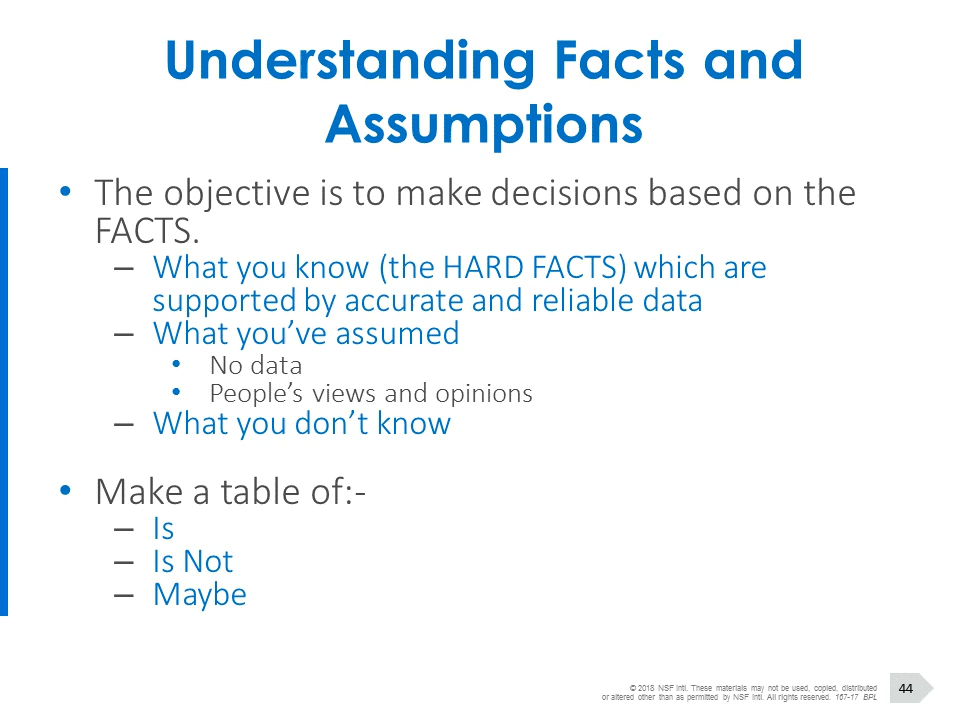 Understanding Facts and
Assumptions
• The objective is to make decisions based on the
FACTS.
– What you know (the HARD FACTS) which are
supported by accurate and reliable data
– What you’ve assumed
• No data
• People’s views and opinions
– What you don’t know
• Make a table of:-
– Is
– Is Not
– Maybe
© 2018 NSF Intl. These materials may not be used, copied, distributed
or altered other than as permitted by NSF Intl. All rights reserved. 167-17 BPL
44